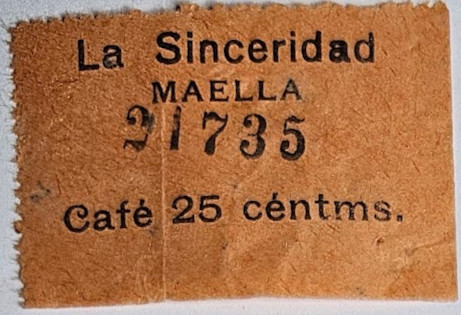 La Sinceridad
MAELLA
21735
Café 25 céntms.